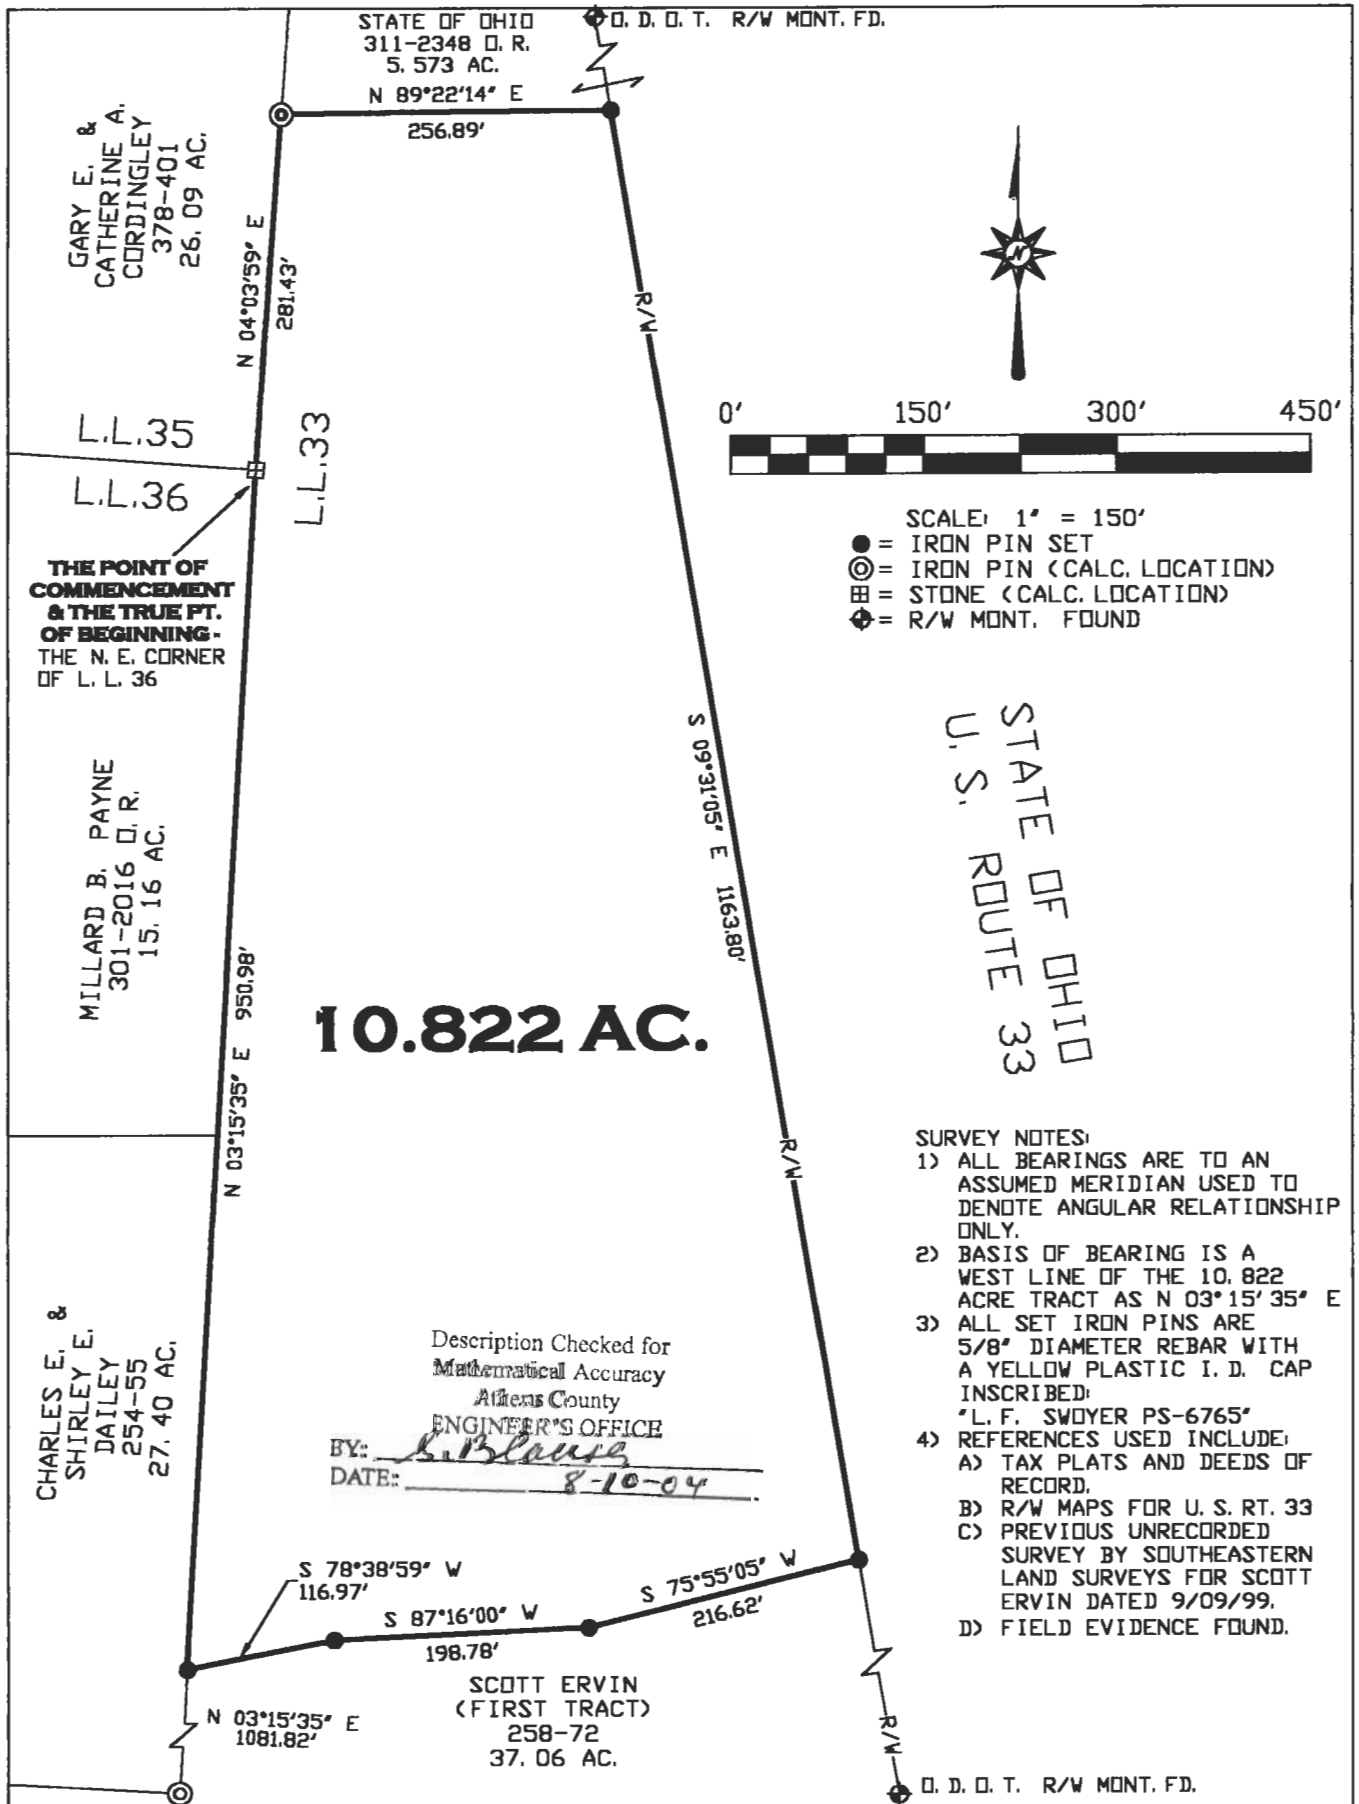 STATE OF OHIO
311-2348 O. R.
5. 573 AC.
O. D. O. T. R/W MONT. FD.
N 89°22'14" E
256.89'
GARY E. &
CATHERINE A.
CORDINGLEY
378-401
26. 09 AC.
N 04°03'59" E
281.43'
R/W
N
0' 150' 300' 450'
SCALE: 1" = 150'
= IRON PIN SET
= IRON PIN (CALC. LOCATION)
= STONE (CALC. LOCATION)
= R/W MONT. FOUND
L.L.35
L.L.36
L.L.33
THE POINT OF
COMMENCEMENT
& THE TRUE PT.
OF BEGINNING -
THE N. E. CORNER
OF L. L. 36
STATE OF OHIO
U. S. ROUTE 33
S 09°31'05" E 1163.80'
MILLARD B. PAYNE
301-2016 O. R.
15. 16 AC.
N 03°15'35" E 950.98'
10.822 AC.
R/W
SURVEY NOTES:
1) ALL BEARINGS ARE TO AN
ASSUMED MERIDIAN USED TO
DENOTE ANGULAR RELATIONSHIP
ONLY.
2) BASIS OF BEARING IS A
WEST LINE OF THE 10. 822
ACRE TRACT AS N 03° 15' 35" E
3) ALL SET IRON PINS ARE
5/8" DIAMETER REBAR WITH
A YELLOW PLASTIC I. D. CAP
INSCRIBED:
"L. F. SWOYER PS-6765"
4) REFERENCES USED INCLUDE:
A) TAX PLATS AND DEEDS OF
RECORD.
B) R/W MAPS FOR U. S. RT. 33
C) PREVIOUS UNRECORDED
SURVEY BY SOUTHEASTERN
LAND SURVEYS FOR SCOTT
ERVIN DATED 9/09/99.
D) FIELD EVIDENCE FOUND.
CHARLES E. &
SHIRLEY E.
DAILEY
254-55
27. 40 AC.
Description Checked for
Mathematical Accuracy
Athens County
ENGINEER'S OFFICE
BY:
DATE: 8-10-04
S 78°38'59" W
116.97'
S 87°16'00" W
198.78'
S 75°55'05" W
216.62'
SCOTT ERVIN
(FIRST TRACT)
258-72
37. 06 AC.
N 03°15'35" E
1081.82'
R/W
O. D. O. T. R/W MONT. FD.